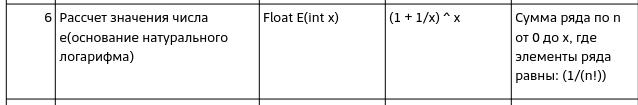 6 Рассчет значения числа
е(основание натурального
логарифма)
Float E(int x)
(1 + 1/x) ^ x
Сумма ряда по n
от 0 до x, где
элементы ряда
равны: (1/(n!))